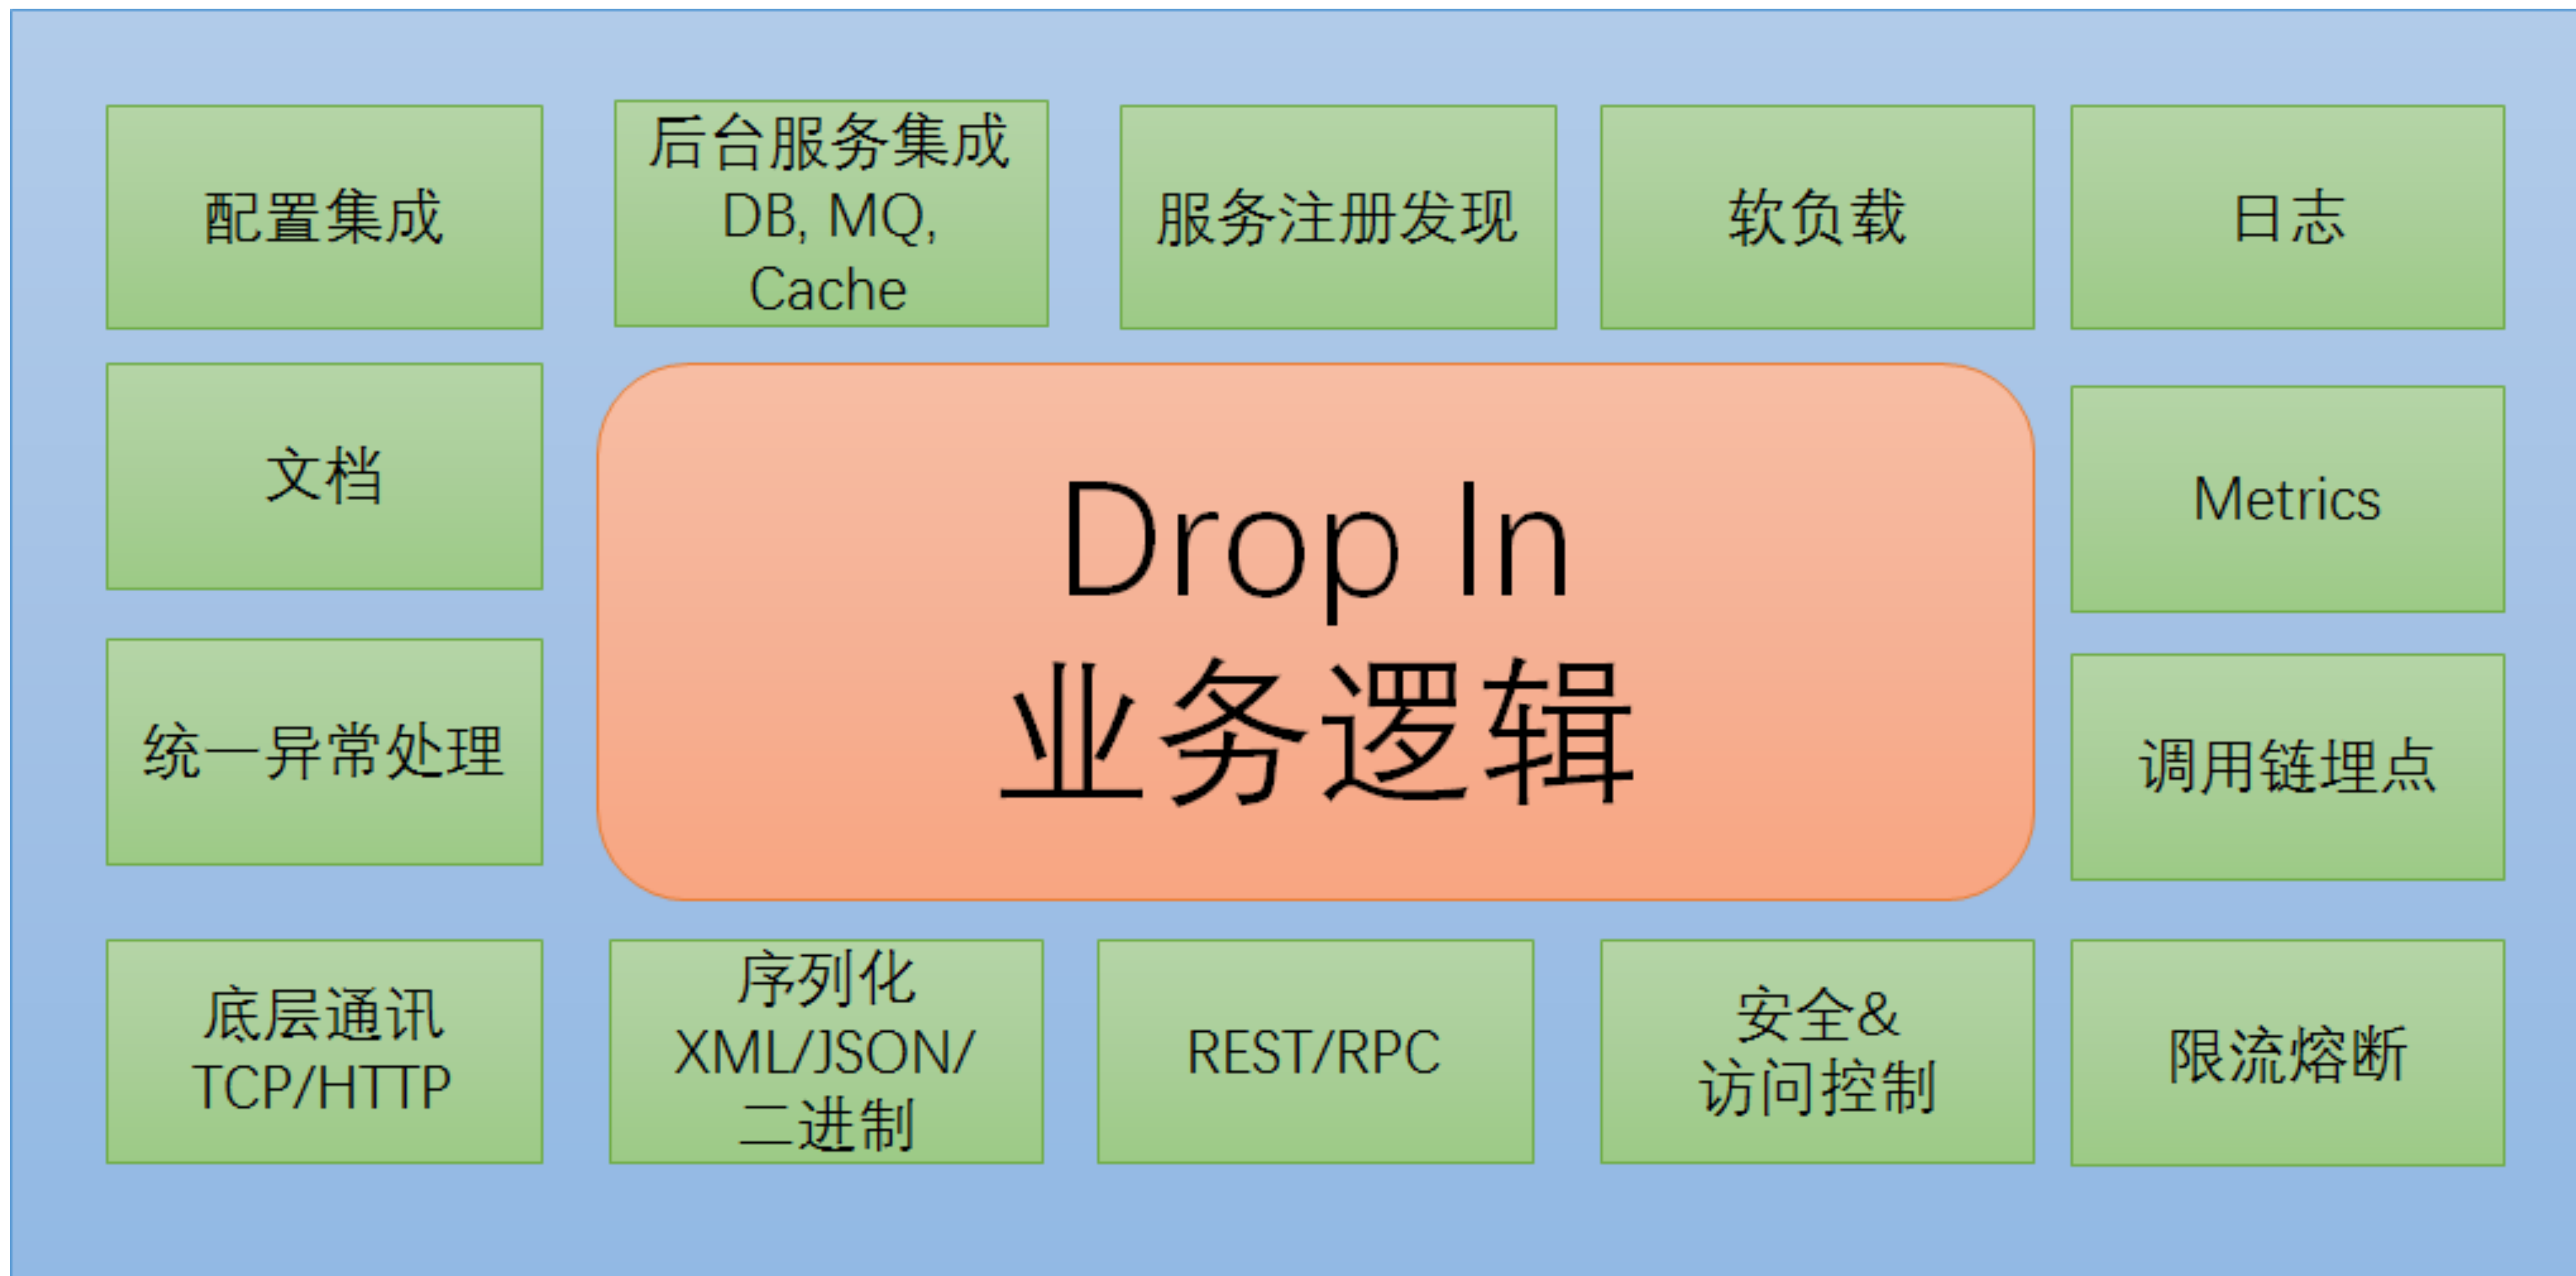 配置集成
后台服务集成
DB, MQ,
Cache
服务注册发现
软负载
日志
文档
Drop In
业务逻辑
Metrics
统一异常处理
调用链埋点
底层通讯
TCP/HTTP
序列化
XML/JSON/
二进制
REST/RPC
安全&
访问控制
限流熔断